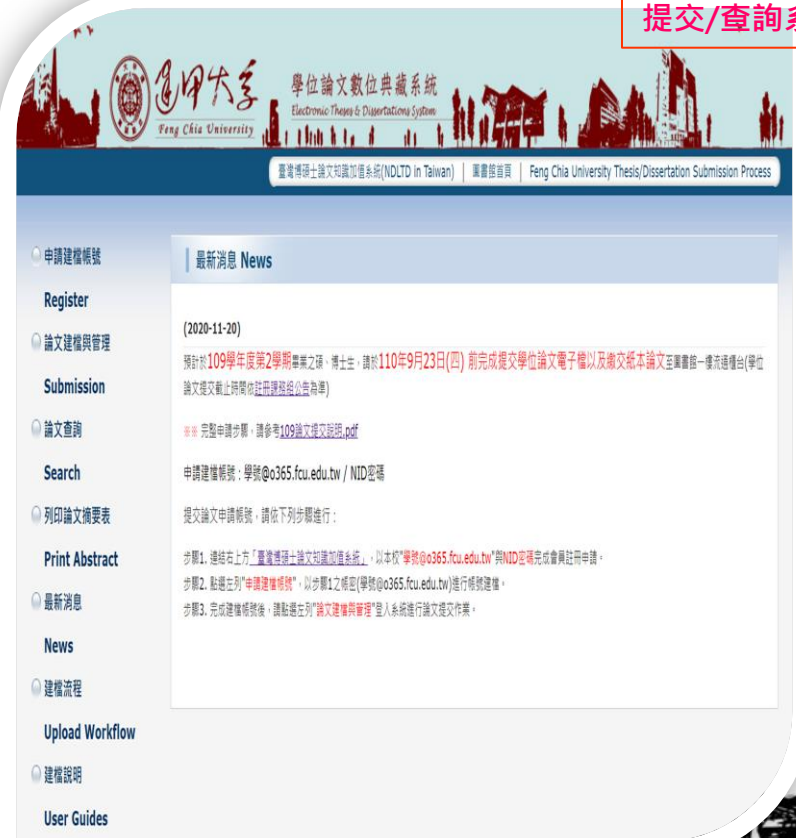 提交/查詢
逢甲大學
Feng Chia University
學位論文數位典藏系統
Electronic Theses & Dissertations System
臺灣博碩士論文知識加值系統(NDLTD in Taiwan) | 圖書館首頁 | Feng Chia University Thesis/Dissertation Submission Process
申請建檔帳號
Register
論文建檔與管理
Submission
論文查詢
Search
列印論文摘要表
Print Abstract
最新消息
News
建檔流程
Upload Workflow
建檔說明
User Guides
最新消息 News
(2020-11-20)
預計於109學年度第2學期畢業之碩、博士生，請於110年9月23日(四) 前完成提交學位論文電子檔以及繳交紙本論文至圖書館一樓流通櫃台(學位
論文提交截止時間依註冊課務組公告為準)
※※ 完整申請步驟，請參考109論文提交說明.pdf
申請建檔帳號：學號@o365.fcu.edu.tw / NID密碼
提交論文申請帳號，請依下列步驟進行：
步驟1. 連結右上方「臺灣博碩士論文知識加值系統」，以本校"學號@o365.fcu.edu.tw"與NID密碼完成會員註冊申請。
步驟2. 點選左列"申請建檔帳號"，以步驟1之帳密(學號@o365.fcu.edu.tw)進行帳號建檔。
步驟3. 完成建檔帳號後，請點選左列"論文建檔與管理"登入系統進行論文提交作業。